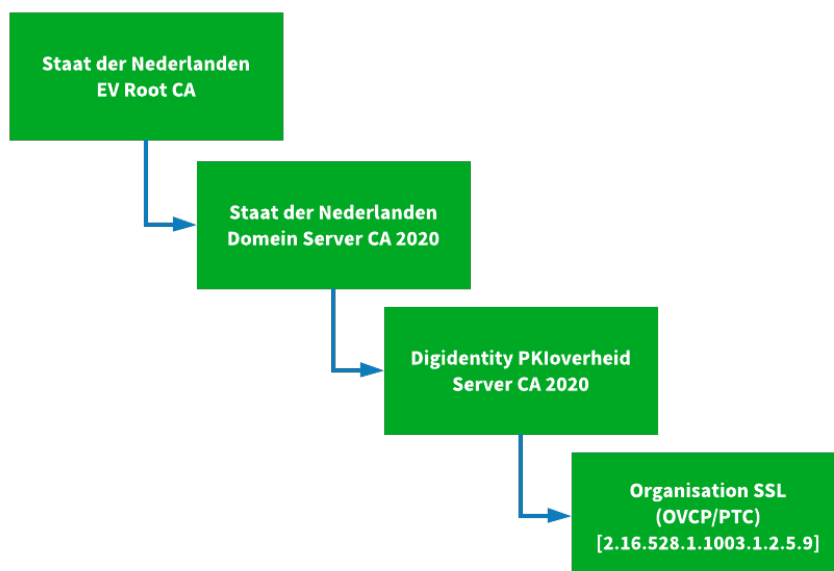 Staat der Nederlanden
EV Root CA
Staat der Nederlanden
Domein Server CA 2020
Digidentity PKIoverheid
Server CA 2020
Organisation SSL
(OVCP/PTC)
[2.16.528.1.1003.1.2.5.9]